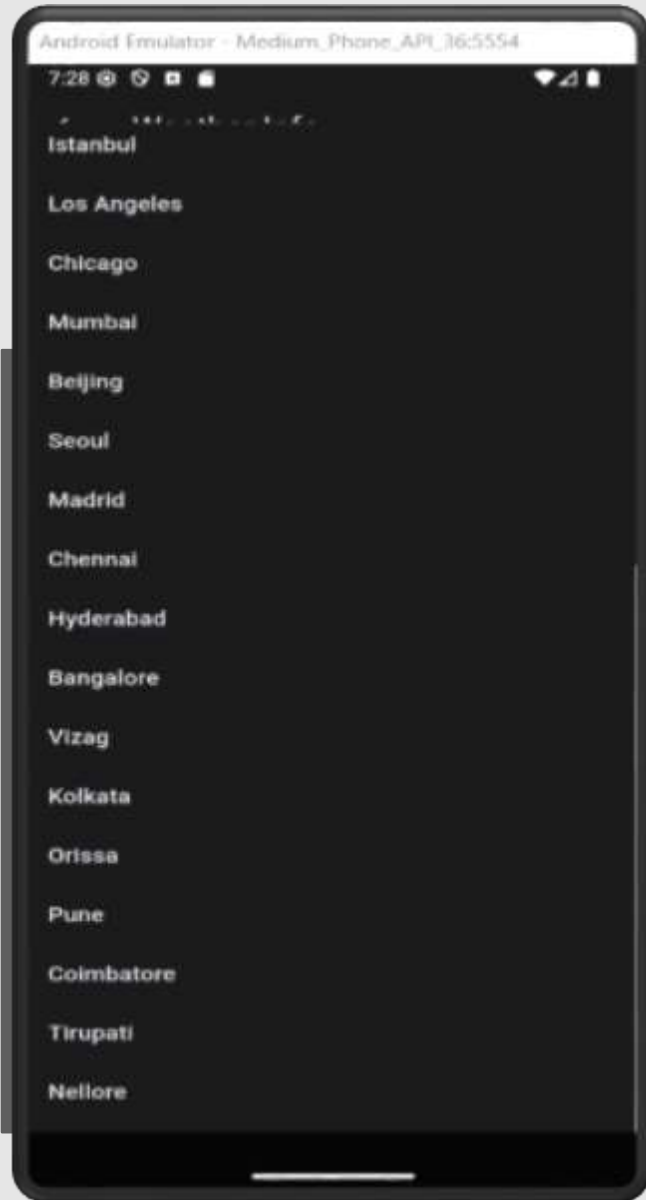 Android Emulator - Medium_Phone_API_36:5554
7:28
Istanbul
Los Angeles
Chicago
Mumbai
Beijing
Seoul
Madrid
Chennai
Hyderabad
Bangalore
Vizag
Kolkata
Orissa
Pune
Coimbatore
Tirupati
Nellore